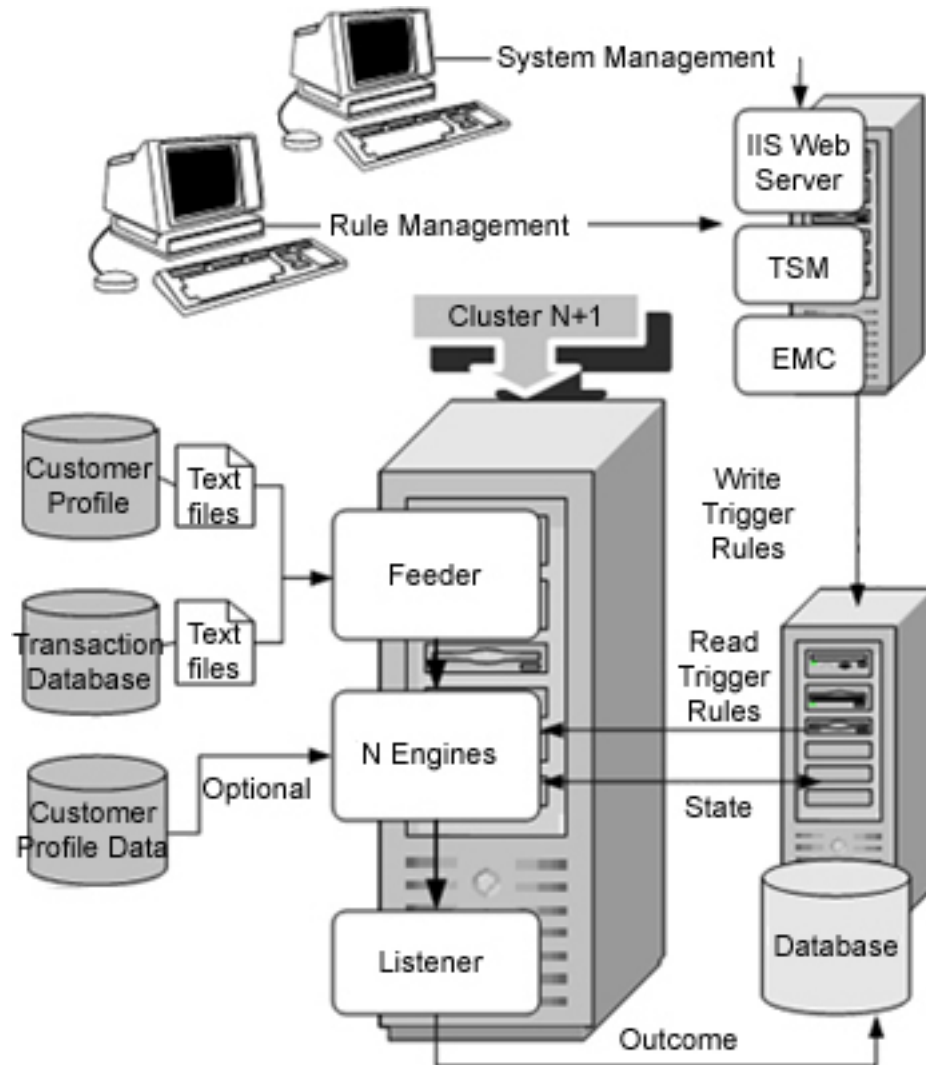 System Management
IIS Web
Server
Rule Management
TSM
Cluster N+1
EMC
Customer
Profile
Text
files
Write
Trigger
Rules
Feeder
Transaction
Database
Text
files
Read
Trigger
Rules
N Engines
Optional
State
Customer
Profile Data
Listener
Database
Outcome